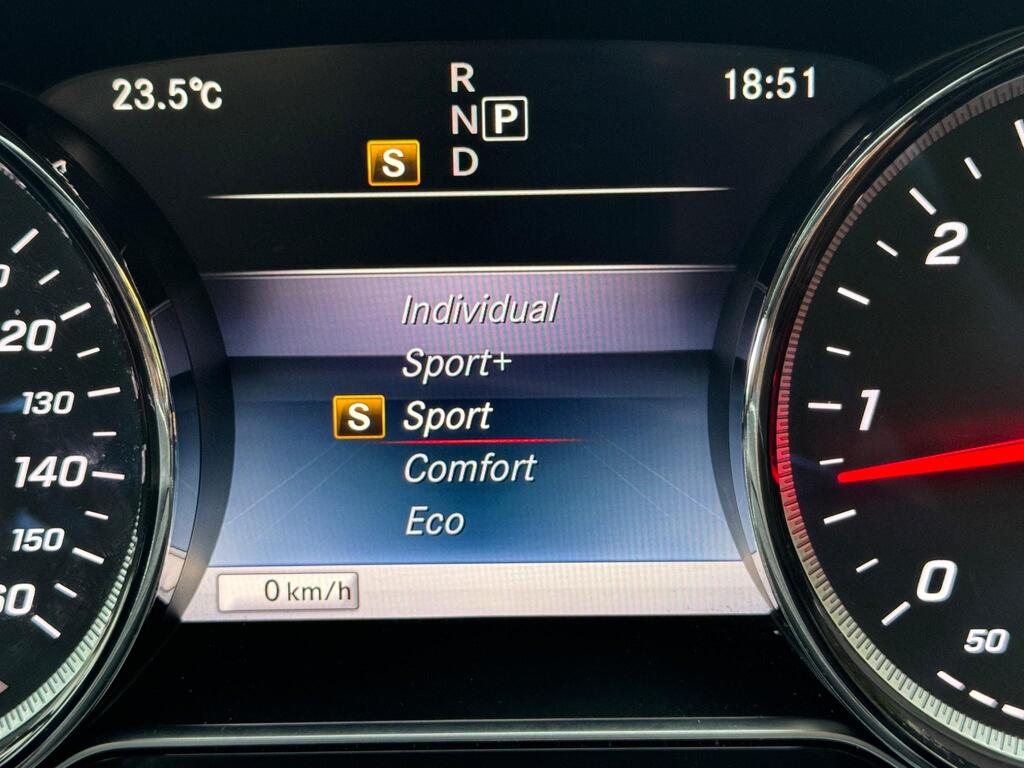 23.5°C
R
N P
S D
18:51
Individual
Sport+
S Sport
Comfort
Eco
0 km/h
20
130
140
150
60
2
1
0
50